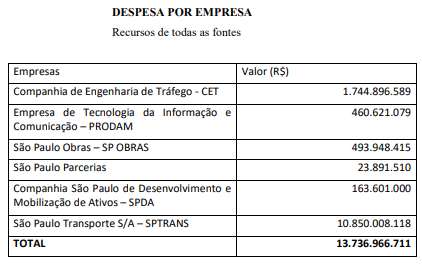 DESPESA POR EMPRESA
Recursos de todas as fontes
Empresas Valor (R$)
Companhia de Engenharia de Tráfego - CET 1.744.896.589
Empresa de Tecnologia da Informação e 460.621.079
Comunicação – PRODAM
São Paulo Obras – SP OBRAS 493.948.415
São Paulo Parcerias 23.891.510
Companhia São Paulo de Desenvolvimento e 163.601.000
Mobilização de Ativos – SPDA
São Paulo Transporte S/A – SPTRANS 10.850.008.118
TOTAL 13.736.966.711